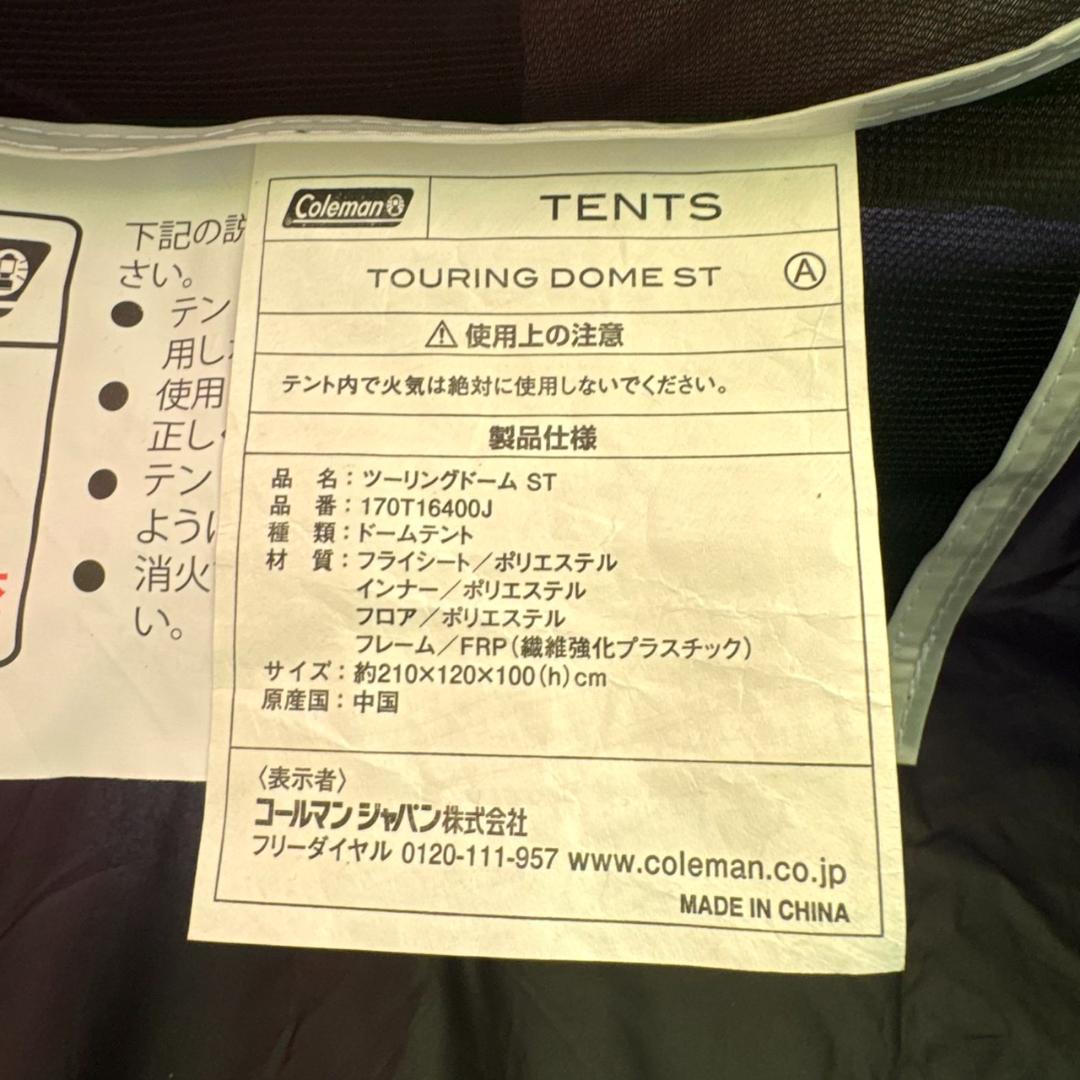 Coleman
TENTS
TOURING DOME ST
A
使用上の注意
テント内で火気は絶対に使用しないでください。
製品仕様
品 名：ツーリングドーム ST
品 番：170T16400J
種 類：ドームテント
材 質：フライシート／ポリエステル
インナー／ポリエステル
フロア／ポリエステル
フレーム／FRP（繊維強化プラスチック）
サイズ：約210×120×100（h）cm
原産国：中国
〈表示者〉
コールマン ジャパン株式会社
フリーダイヤル 0120-111-957 www.coleman.co.jp
MADE IN CHINA
下記の説
さい。
● テン
用し
● 使用
正し
● テン
よう
● 消火
い。